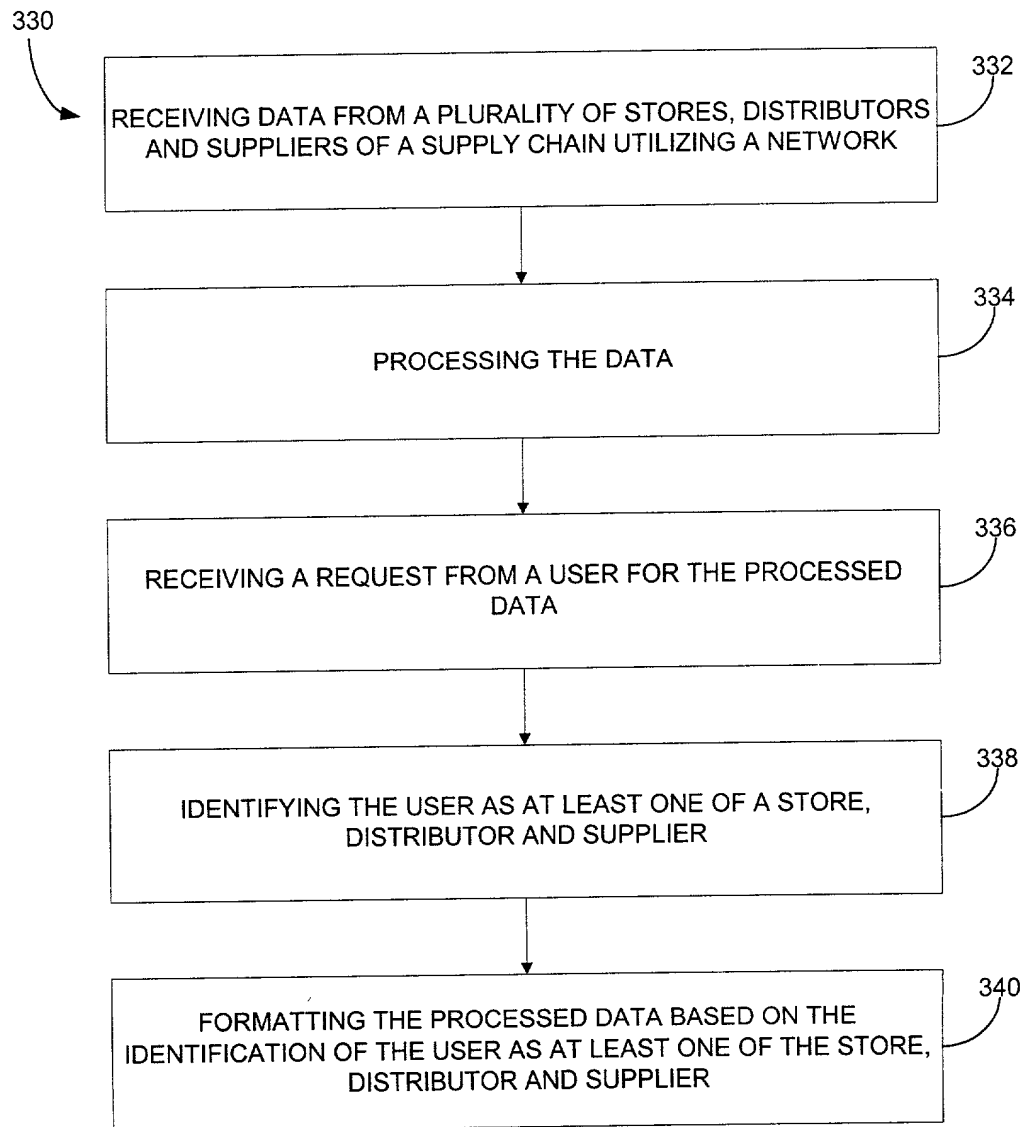 330
332
RECEIVING DATA FROM A PLURALITY OF STORES, DISTRIBUTORS
AND SUPPLIERS OF A SUPPLY CHAIN UTILIZING A NETWORK
334
PROCESSING THE DATA
336
RECEIVING A REQUEST FROM A USER FOR THE PROCESSED
DATA
338
IDENTIFYING THE USER AS AT LEAST ONE OF A STORE,
DISTRIBUTOR AND SUPPLIER
340
FORMATTING THE PROCESSED DATA BASED ON THE
IDENTIFICATION OF THE USER AS AT LEAST ONE OF THE STORE,
DISTRIBUTOR AND SUPPLIER